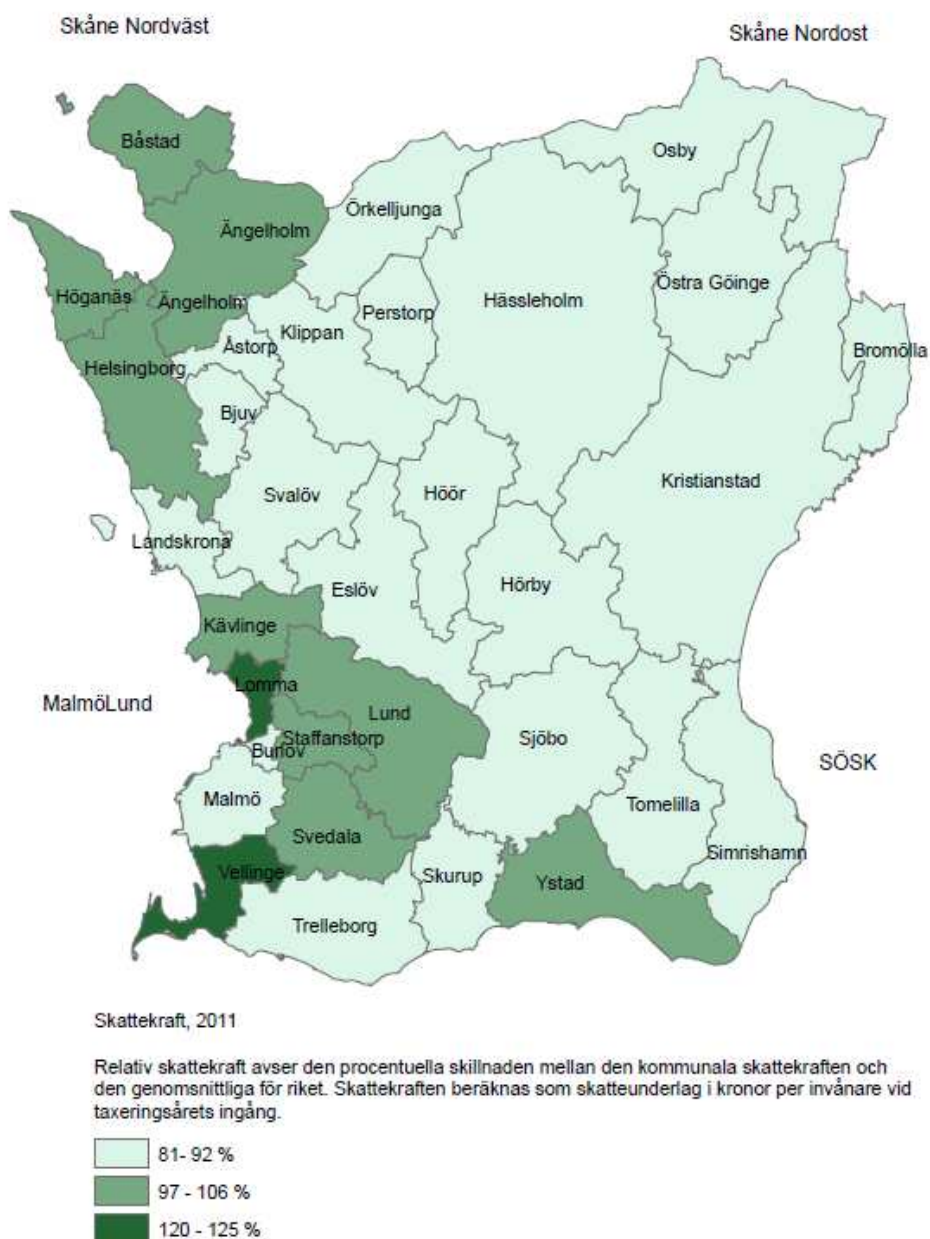 Skåne Nordväst
Skåne Nordost
Båstad
Osby
Örkelljunga
Ängelholm
Östra Göinge
Höganäs
Ängelholm
Perstorp
Hässleholm
Klippan
Åstorp
Bromölla
Helsingborg
Bjuv
Kristianstad
Svalöv
Höör
Landskrona
Eslöv
Hörby
Kävlinge
Lomma
MalmöLund
Lund
Staffanstorp
Sjöbo
Burlöv
SÖSK
Malmö
Tomelilla
Svedala
Simrishamn
Vellinge
Skurup
Ystad
Trelleborg
Skattekraft, 2011
Relativ skattekraft avser den procentuella skillnaden mellan den kommunala skattekraften och
den genomsnittliga för riket. Skattekraften beräknas som skatteunderlag i kronor per invånare vid
taxeringsårets ingång.
81- 92 %
97 - 106 %
120 - 125 %